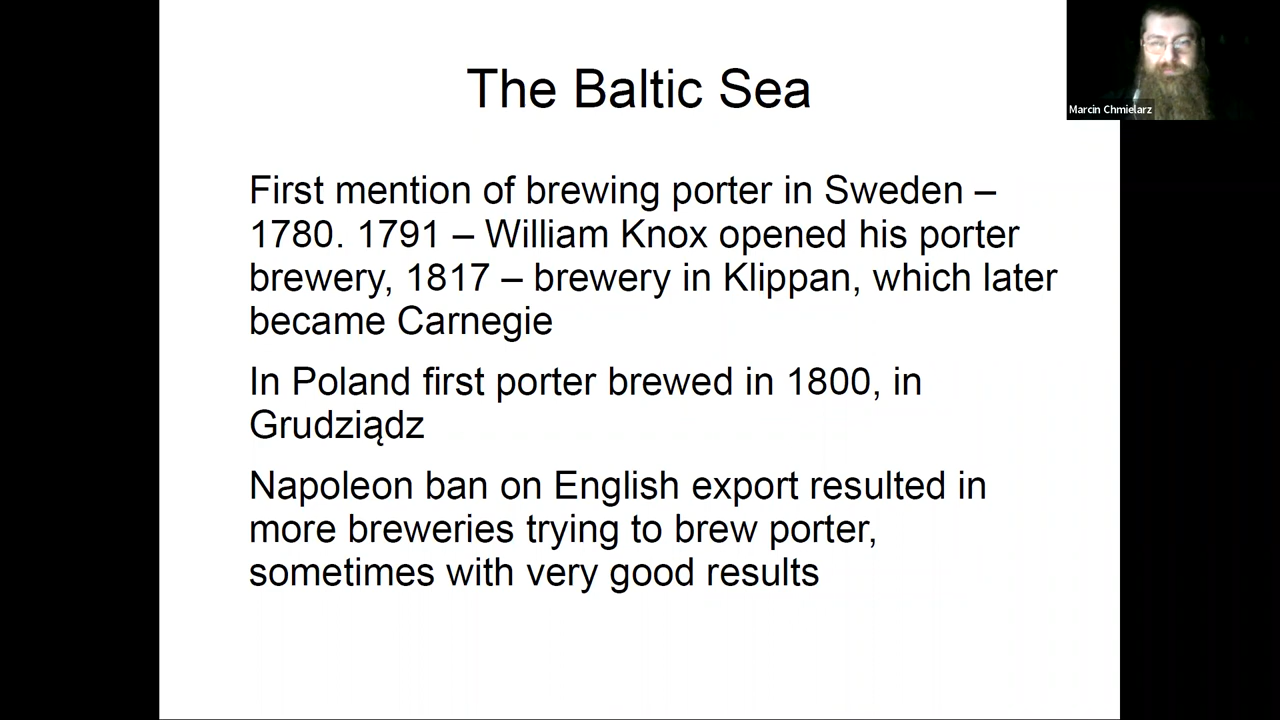 The Baltic Sea
Marcin Chmielarz
First mention of brewing porter in Sweden –
1780. 1791 – William Knox opened his porter
brewery, 1817 – brewery in Klippan, which later
became Carnegie
In Poland first porter brewed in 1800, in
Grudziądz
Napoleon ban on English export resulted in
more breweries trying to brew porter,
sometimes with very good results